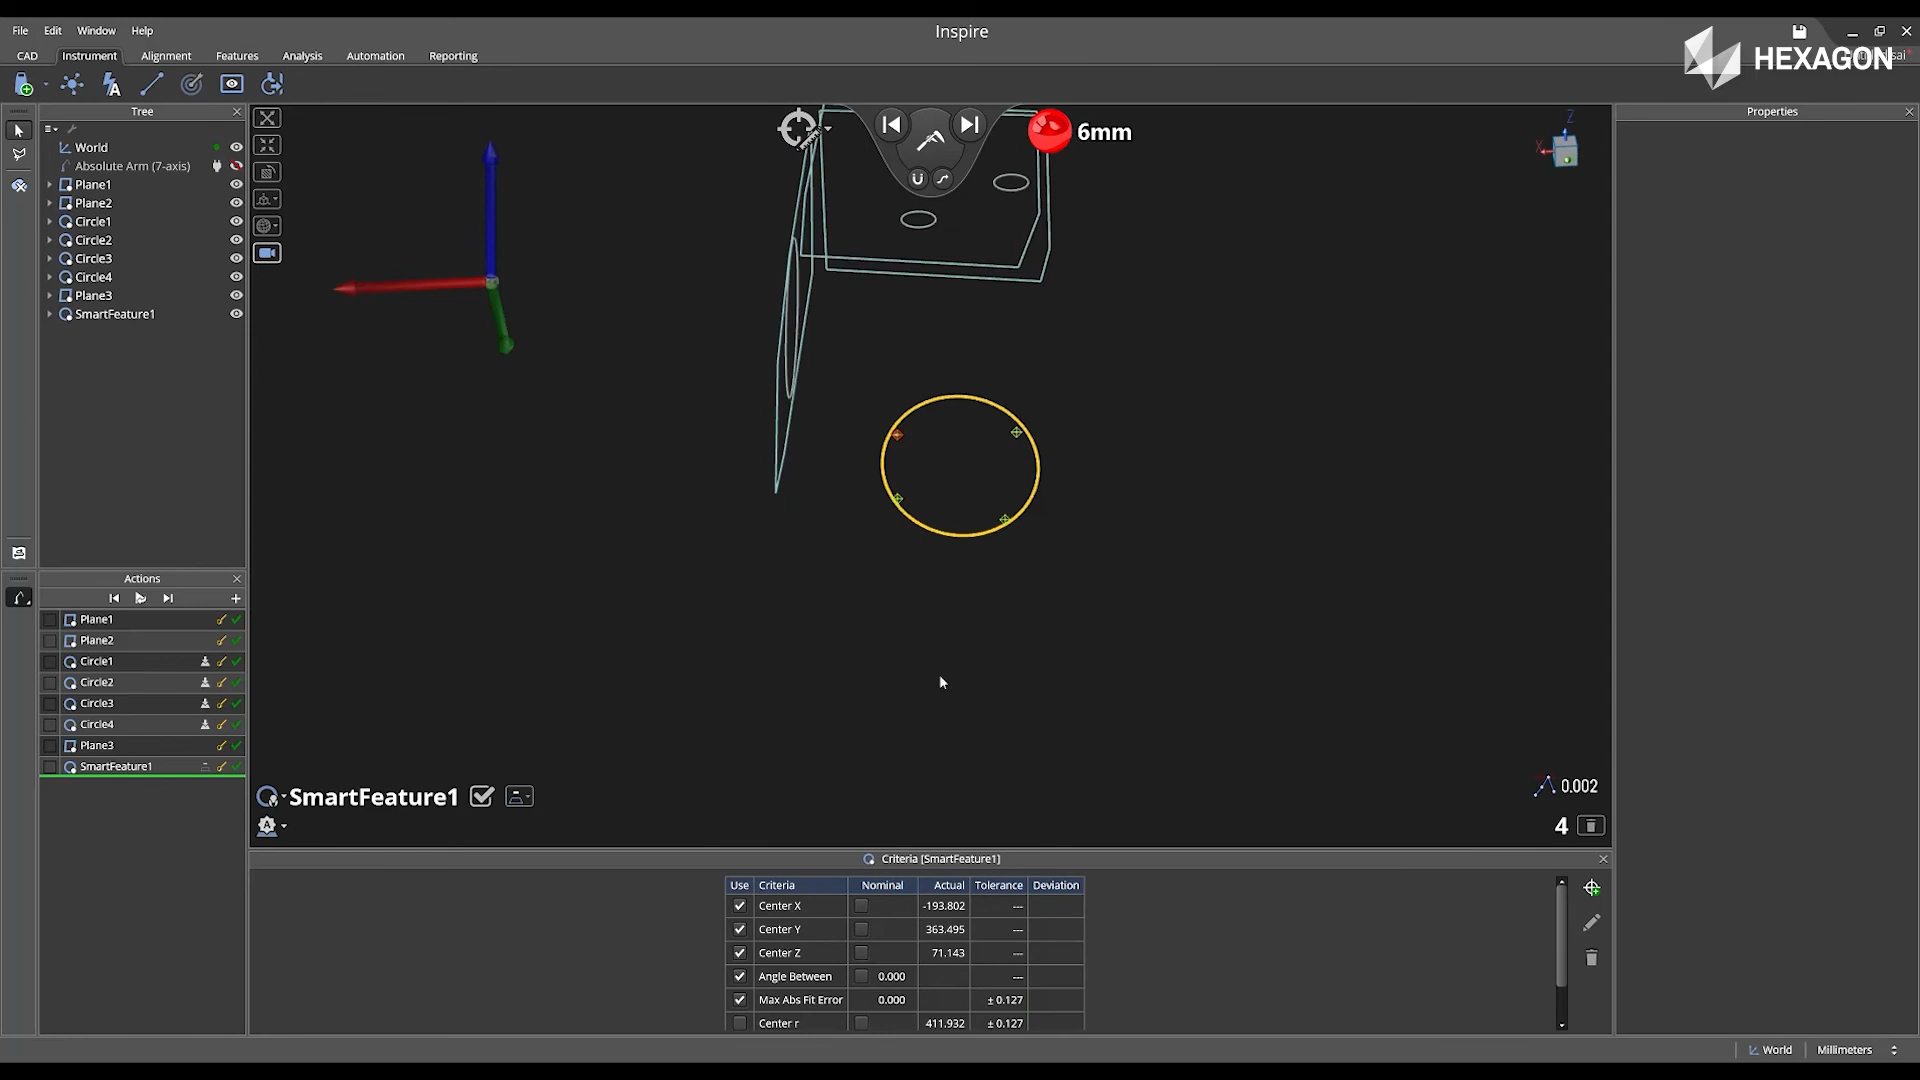 File Edit Window Help
Inspire
CAD Instrument Alignment Features Analysis Automation Reporting
HEXAGON
Tree
World
Absolute Arm (7-axis)
Plane1
Plane2
Circle1
Circle2
Circle3
Circle4
Plane3
SmartFeature1
6mm
Z
X
Properties
Actions
Plane1
Plane2
Circle1
Circle2
Circle3
Circle4
Plane3
SmartFeature1
SmartFeature1
0.002
4
Criteria [SmartFeature1]
Use Criteria Nominal Actual Tolerance Deviation
Center X -193.802 ---
Center Y 363.495 ---
Center Z 71.143 ---
Angle Between 0.000 ---
Max Abs Fit Error 0.000 ± 0.127
Center r 411.932 ± 0.127
World Millimeters